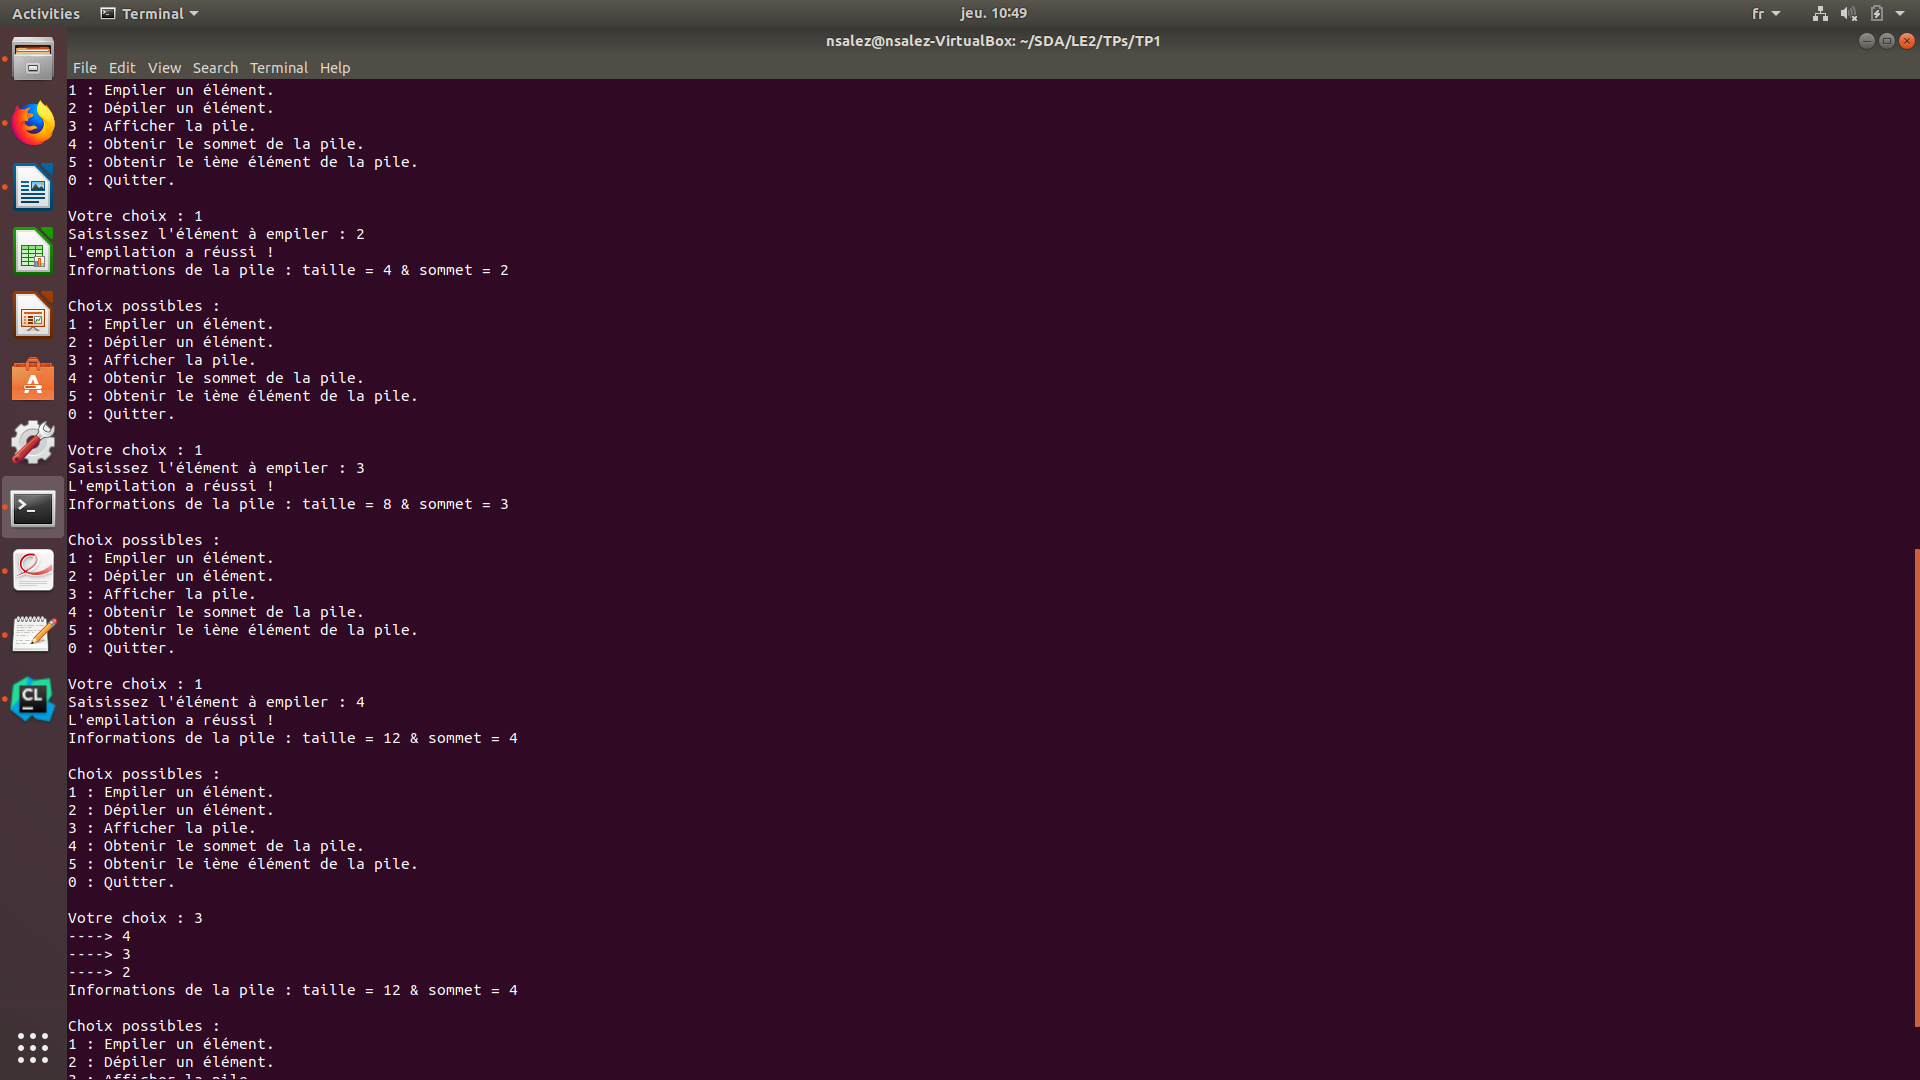 Activities Terminal jeu. 10:49 fr
nsalez@nsalez-VirtualBox: ~/SDA/LE2/TPs/TP1
File Edit View Search Terminal Help
1 : Empiler un élément.
2 : Dépiler un élément.
3 : Afficher la pile.
4 : Obtenir le sommet de la pile.
5 : Obtenir le ième élément de la pile.
0 : Quitter.
Votre choix : 1
Saisissez l'élément à empiler : 2
L'empilation a réussi !
Informations de la pile : taille = 4 & sommet = 2
Choix possibles :
1 : Empiler un élément.
2 : Dépiler un élément.
3 : Afficher la pile.
4 : Obtenir le sommet de la pile.
5 : Obtenir le ième élément de la pile.
0 : Quitter.
Votre choix : 1
Saisissez l'élément à empiler : 3
L'empilation a réussi !
Informations de la pile : taille = 8 & sommet = 3
Choix possibles :
1 : Empiler un élément.
2 : Dépiler un élément.
3 : Afficher la pile.
4 : Obtenir le sommet de la pile.
5 : Obtenir le ième élément de la pile.
0 : Quitter.
Votre choix : 1
Saisissez l'élément à empiler : 4
L'empilation a réussi !
Informations de la pile : taille = 12 & sommet = 4
Choix possibles :
1 : Empiler un élément.
2 : Dépiler un élément.
3 : Afficher la pile.
4 : Obtenir le sommet de la pile.
5 : Obtenir le ième élément de la pile.
0 : Quitter.
Votre choix : 3
----> 4
----> 3
----> 2
Informations de la pile : taille = 12 & sommet = 4
Choix possibles :
1 : Empiler un élément.
2 : Dépiler un élément.
3 : Afficher la pile.